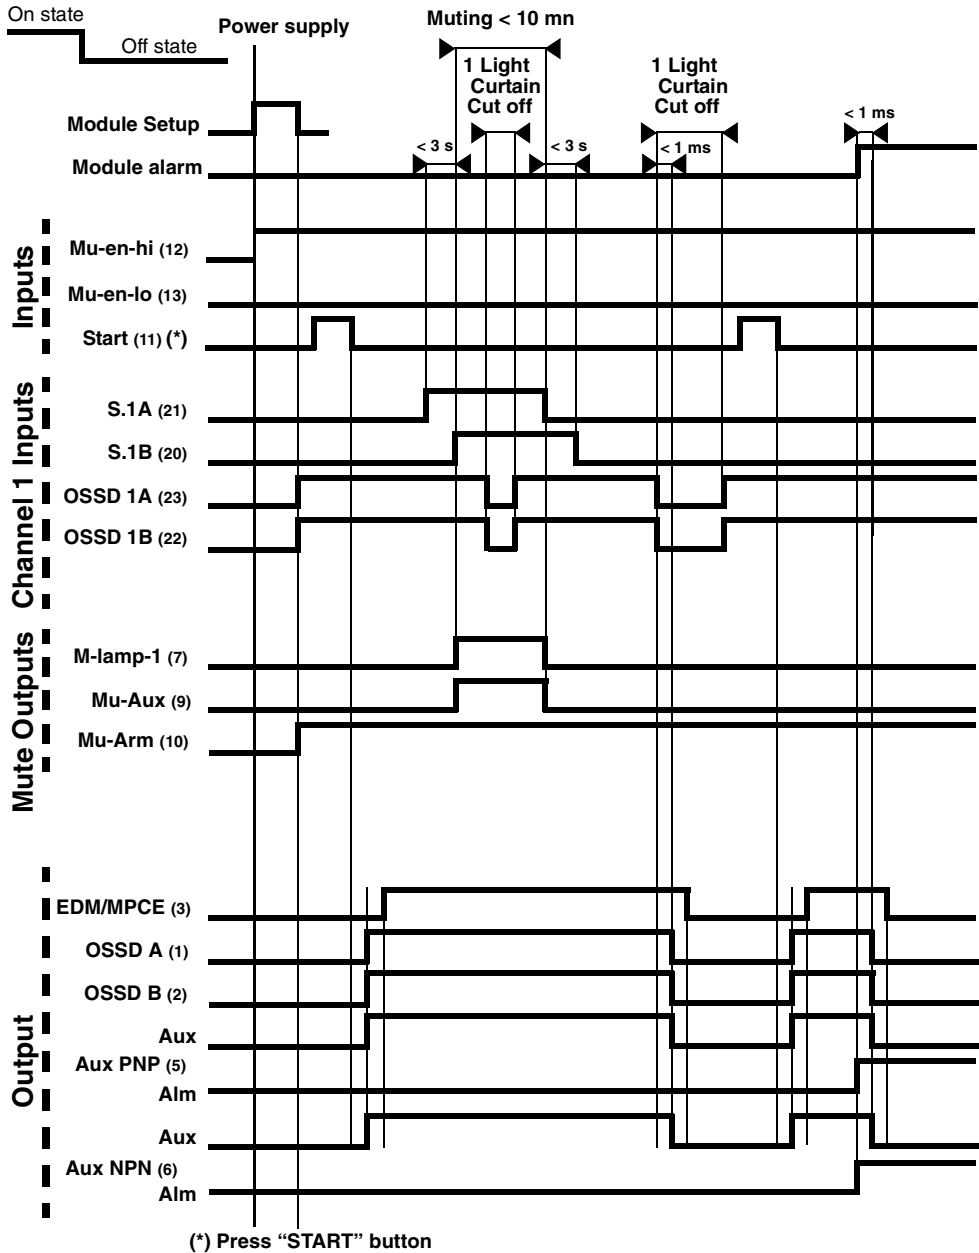 On state
Off state
Power supply
Muting < 10 mn
1 Light
Curtain
Cut off
1 Light
Curtain
Cut off
Module Setup
< 1 ms
< 3 s
< 3 s
< 1 ms
Module alarm
Inputs
Mu-en-hi (12)
Mu-en-lo (13)
Start (11) (*)
Channel 1 Inputs
S.1A (21)
S.1B (20)
OSSD 1A (23)
OSSD 1B (22)
Mute Outputs
M-lamp-1 (7)
Mu-Aux (9)
Mu-Arm (10)
Output
EDM/MPCE (3)
OSSD A (1)
OSSD B (2)
Aux
Aux PNP (5)
Alm
Aux
Aux NPN (6)
Alm
(*) Press “START” button